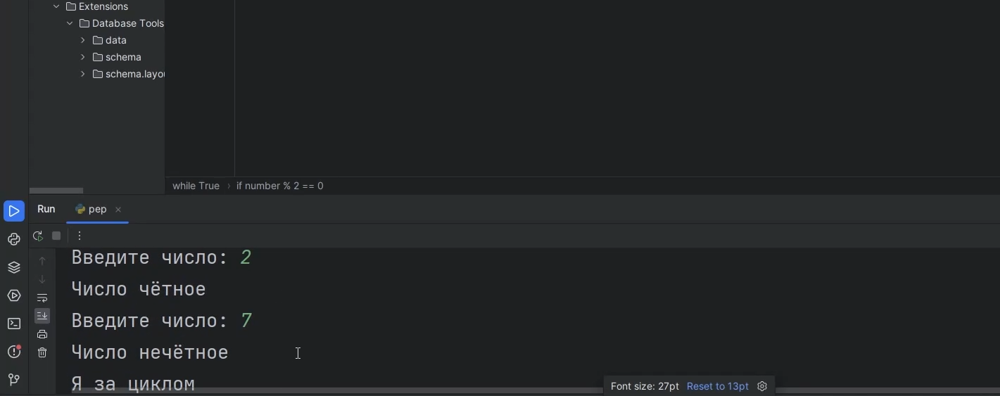 Extensions
Database Tools
data
schema
schema.layou
while True › if number % 2 == 0
Run pep
Введите число: 2
Число чётное
Введите число: 7
Число нечётное
Я за циклом
Font size: 27pt Reset to 13pt